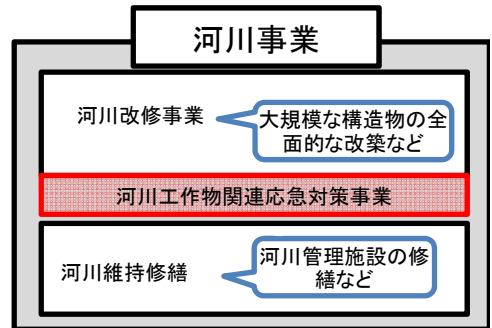 河川事業
河川改修事業
大規模な構造物の全
面的な改築など
河川工作物関連応急対策事業
河川維持修繕
河川管理施設の修
繕など